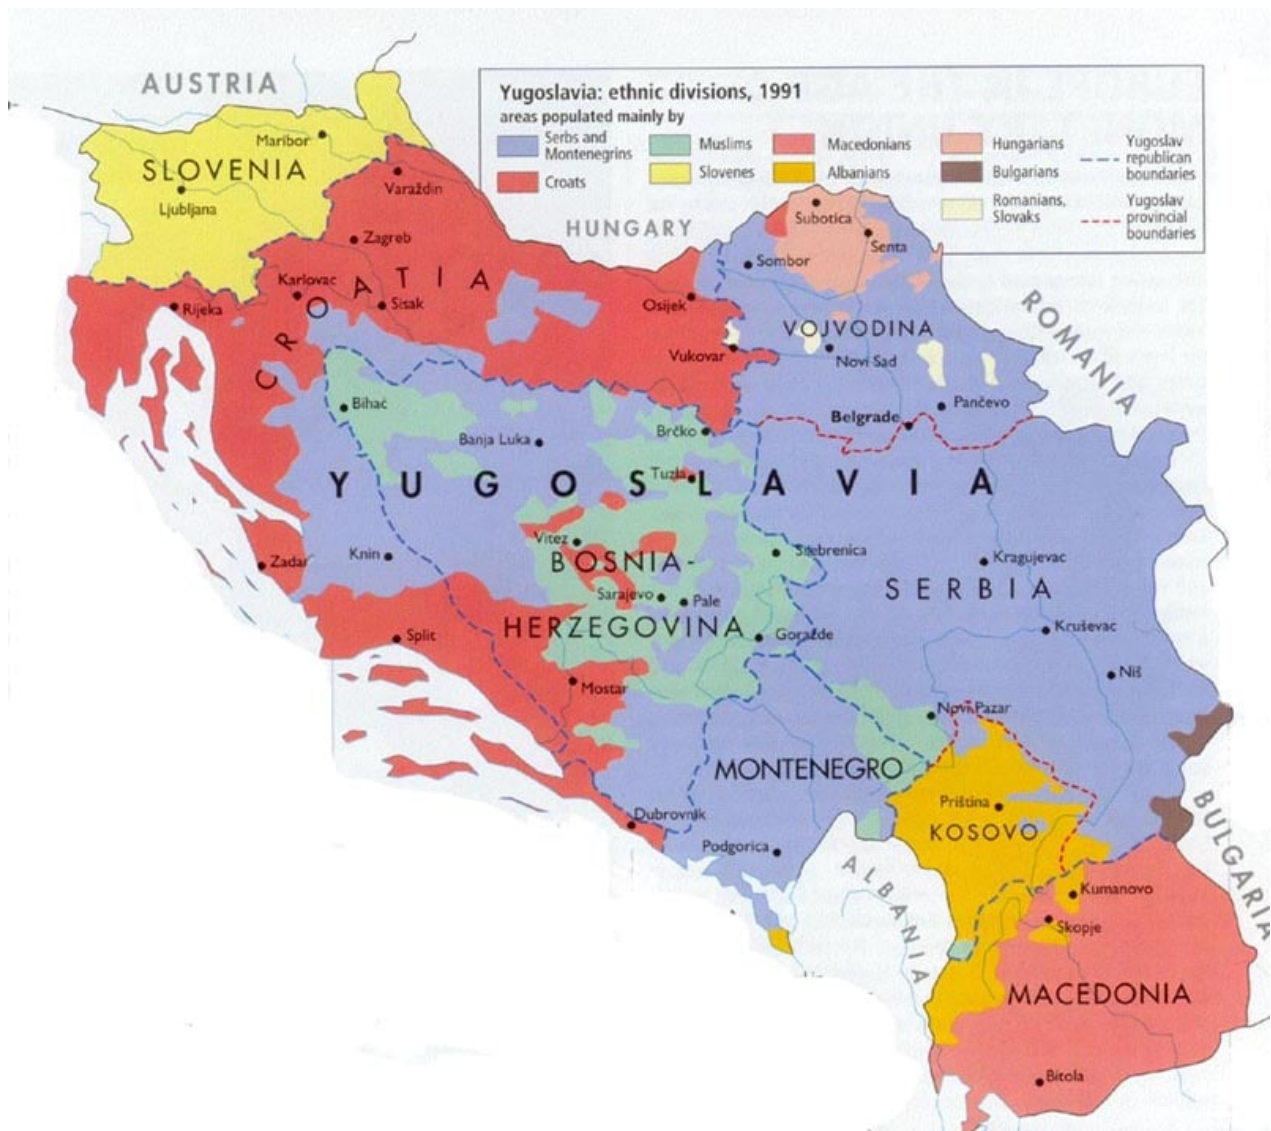 Yugoslavia: ethnic divisions, 1991
areas populated mainly by
Serbs and
Montenegrins
Croats
Muslims
Slovenes
Macedonians
Albanians
Hungarians
Bulgarians
Romanians,
Slovaks
Yugoslav
republican
boundaries
Yugoslav
provincial
boundaries
AUSTRIA
Maribor
SLOVENIA
Ljubljana
Varaždin
HUNGARY
Zagreb
Karlovac
CROATIA
Sisak
Rijeka
Osijek
Vukovar
Subotica
Senta
Sombor
VOJVODINA
Novi Sad
Pančevo
Belgrade
ROMANIA
Bihać
Banja Luka
Brčko
Tuzla
YUGOSLAVIA
Knin
Zadar
Vitez
BOSNIA-
HERZEGOVINA
Sarajevo
Pale
Srebrenica
Goražde
Kragujevac
SERBIA
Kruševac
Niš
Split
Mostar
Novi Pazar
MONTENEGRO
Priština
KOSOVO
Dubrovnik
Podgorica
ALBANIA
BULGARIA
Kumanovo
Skopje
MACEDONIA
Bitola